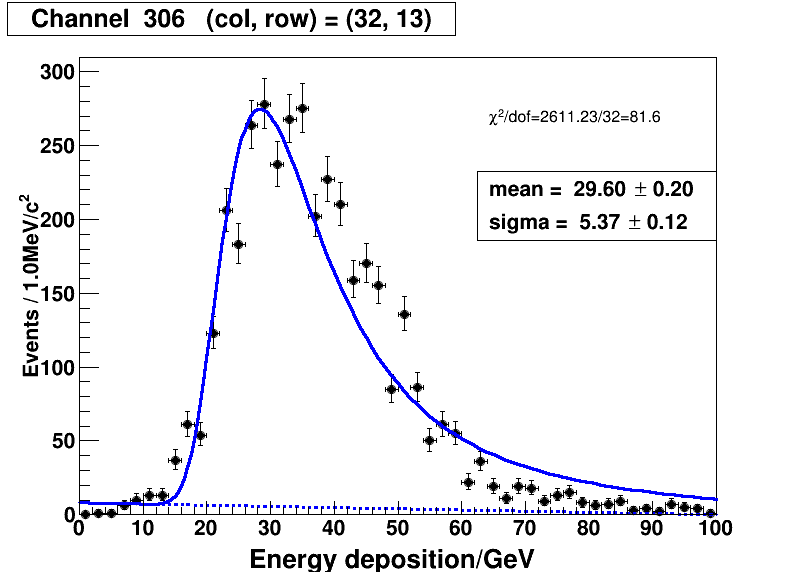 Channel 306 (col, row) = (32, 13)
χ²/dof=2611.23/32=81.6
mean = 29.60 ± 0.20
sigma = 5.37 ± 0.12
Events / 1.0MeV/c²
300
250
200
150
100
50
0
0 10 20 30 40 50 60 70 80 90 100
Energy deposition/GeV